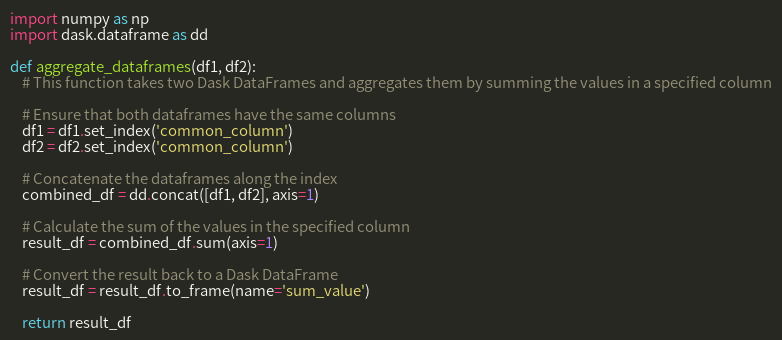 import numpy as np
import dask.dataframe as dd

def aggregate_dataframes(df1, df2):
    # This function takes two Dask DataFrames and aggregates them by summing the values in a specified column

    # Ensure that both dataframes have the same columns
    df1 = df1.set_index('common_column')
    df2 = df2.set_index('common_column')

    # Concatenate the dataframes along the index
    combined_df = dd.concat([df1, df2], axis=1)

    # Calculate the sum of the values in the specified column
    result_df = combined_df.sum(axis=1)

    # Convert the result back to a Dask DataFrame
    result_df = result_df.to_frame(name='sum_value')

    return result_df